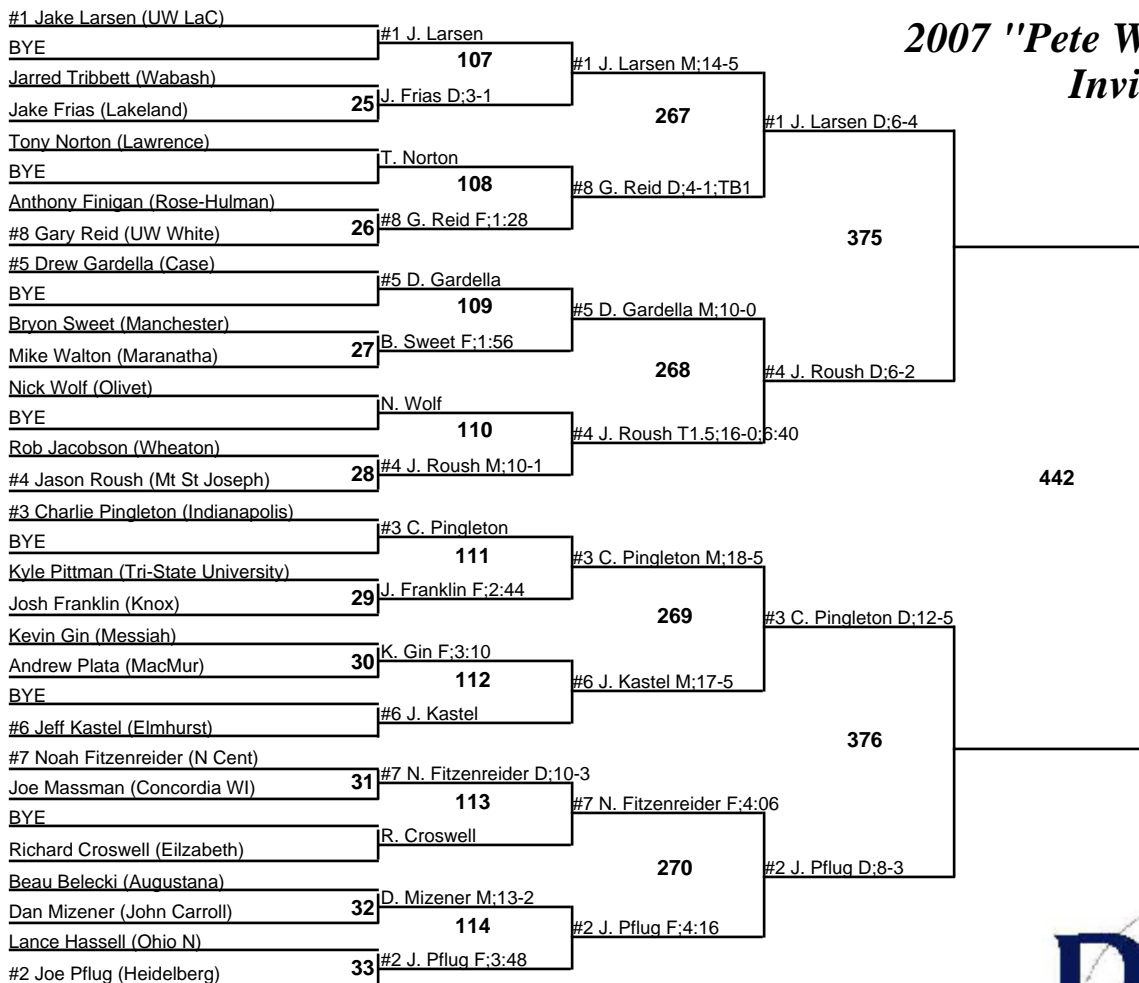 #1 Jake Larsen (UW LaC)
BYE
Jarred Tribbett (Wabash)
Jake Frias (Lakeland)
Tony Norton (Lawrence)
BYE
Anthony Finigan (Rose-Hulman)
#8 Gary Reid (UW White)
#5 Drew Gardella (Case)
BYE
Bryon Sweet (Manchester)
Mike Walton (Maranatha)
Nick Wolf (Olivet)
BYE
Rob Jacobson (Wheaton)
#4 Jason Roush (Mt St Joseph)
#3 Charlie Pingleton (Indianapolis)
BYE
Kyle Pittman (Tri-State University)
Josh Franklin (Knox)
Kevin Gin (Messiah)
Andrew Plata (MacMur)
BYE
#6 Jeff Kastel (Elmhurst)
#7 Noah Fitzenreider (N Cent)
Joe Massman (Concordia WI)
BYE
Richard Croswell (Eilzabeth)
Beau Belecki (Augustana)
Dan Mizener (John Carroll)
Lance Hassell (Ohio N)
#2 Joe Pflug (Heidelberg)
25
26
27
28
29
30
31
32
33
#1 J. Larsen
107
J. Frias D;3-1
T. Norton
108
#8 G. Reid F;1:28
#5 D. Gardella
109
B. Sweet F;1:56
N. Wolf
110
#4 J. Roush M;10-1
#3 C. Pingleton
111
J. Franklin F;2:44
K. Gin F;3:10
112
#6 J. Kastel
#7 N. Fitzenreider D;10-3
113
R. Croswell
D. Mizener M;13-2
114
#2 J. Pflug F;3:48
#1 J. Larsen M;14-5
267
#8 G. Reid D;4-1;TB1
#5 D. Gardella M;10-0
268
#4 J. Roush T1.5;16-0;6:40
#3 C. Pingleton M;18-5
269
#6 J. Kastel M;17-5
#7 N. Fitzenreider F;4:06
270
#2 J. Pflug F;4:16
#1 J. Larsen D;6-4
375
#4 J. Roush D;6-2
#3 C. Pingleton D;12-5
376
#2 J. Pflug D;8-3
442
2007 "Pete W
Invi
D